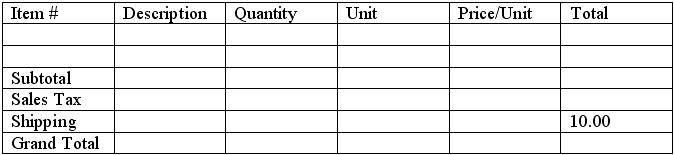 Item # Description Quantity Unit Price/Unit Total
Subtotal
Sales Tax
Shipping 10.00
Grand Total